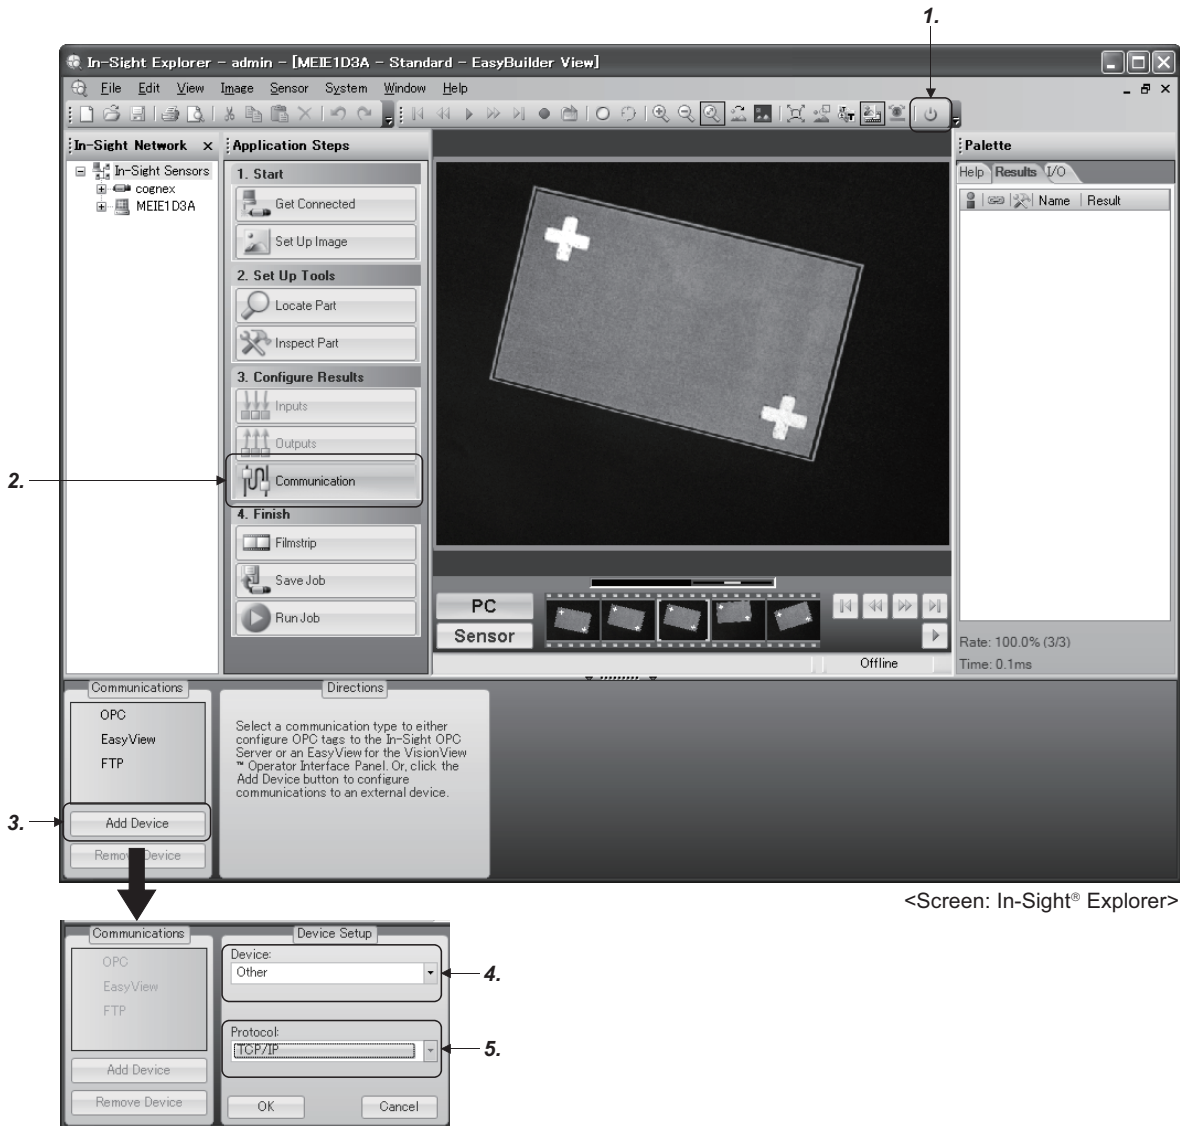 1.
In-Sight Explorer - admin - [MEIE1D3A - Standard - EasyBuilder View]
File Edit View Image Sensor System Window Help
In-Sight Network ×
In-Sight Sensors
cognex
MEIE1D3A
Application Steps
1. Start
Get Connected
Set Up Image
2. Set Up Tools
Locate Part
Inspect Part
3. Configure Results
Inputs
Outputs
2.
Communication
4. Finish
Filmstrip
Save Job
Run Job
PC
Sensor
Offline
Palette
Help Results I/O
Name Result
Rate: 100.0% (3/3)
Time: 0.1ms
Communications
OPC
EasyView
FTP
3.
Add Device
Remove Device
Directions
Select a communication type to either
configure OPC tags to the In-Sight OPC
Server or an EasyView for the VisionView
™ Operator Interface Panel. Or, click the
Add Device button to configure
communications to an external device.
<Screen: In-Sight® Explorer>
Communications
OPC
EasyView
FTP
Add Device
Remove Device
Device Setup
Device:
Other
4.
Protocol:
TCP/IP
5.
OK Cancel